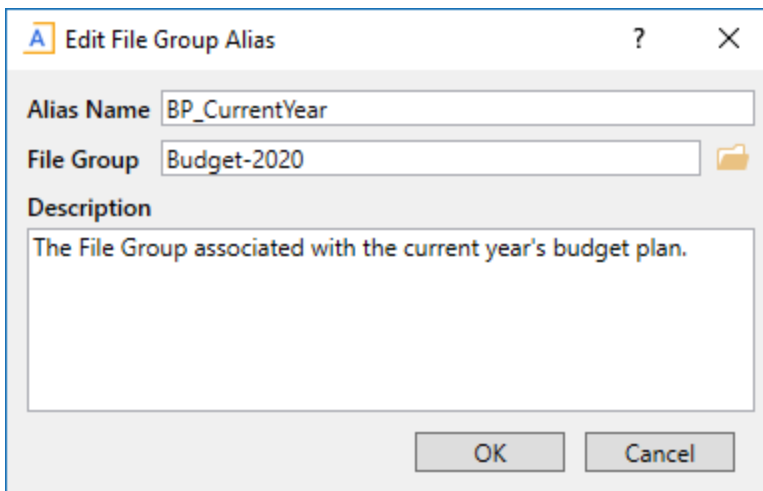 A Edit File Group Alias ? X
Alias Name BP_CurrentYear
File Group Budget-2020
Description
The File Group associated with the current year's budget plan.
OK Cancel